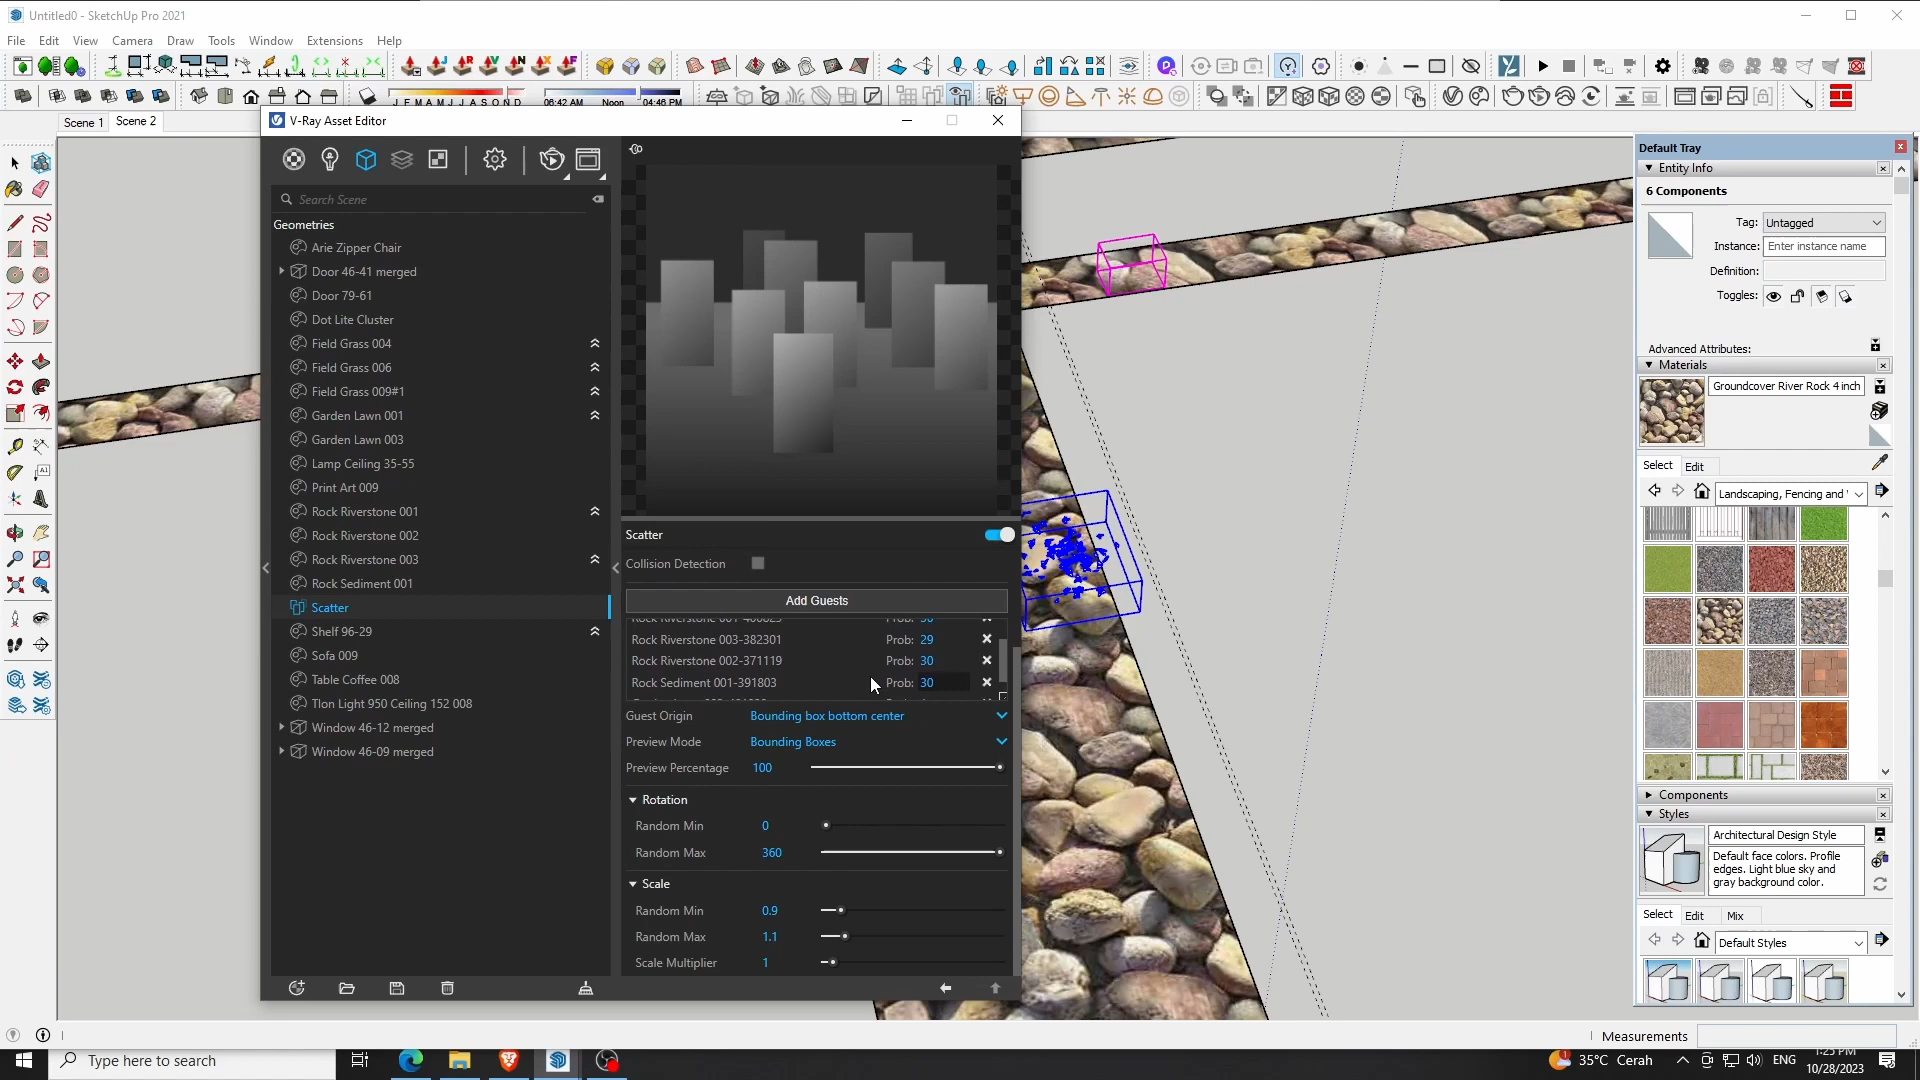 Untitled0 - SketchUp Pro 2021
File Edit View Camera Draw Tools Window Extensions Help
J F M A M J J A S O N D 06:42 AM Noon 04:46 PM
Scene 1 Scene 2
V-Ray Asset Editor
Search Scene
Geometries
Arie Zipper Chair
Door 46-41 merged
Door 79-61
Dot Lite Cluster
Field Grass 004
Field Grass 006
Field Grass 009#1
Garden Lawn 001
Garden Lawn 003
Lamp Ceiling 35-55
Print Art 009
Rock Riverstone 001
Rock Riverstone 002
Rock Riverstone 003
Rock Sediment 001
Scatter
Shelf 96-29
Sofa 009
Table Coffee 008
Tlon Light 950 Ceiling 152 008
Window 46-12 merged
Window 46-09 merged
Scatter
Collision Detection
Add Guests
Rock Riverstone 003-382301 Prob: 29
Rock Riverstone 002-371119 Prob: 30
Rock Sediment 001-391803 Prob: 30
Guest Origin Bounding box bottom center
Preview Mode Bounding Boxes
Preview Percentage 100
Rotation
Random Min 0
Random Max 360
Scale
Random Min 0.9
Random Max 1.1
Scale Multiplier 1
Default Tray
Entity Info
6 Components
Tag: Untagged
Instance: Enter instance name
Definition:
Toggles:
Advanced Attributes:
Materials
Groundcover River Rock 4 inch
Select Edit
Landscaping, Fencing and
Components
Styles
Architectural Design Style
Default face colors. Profile
edges. Light blue sky and
gray background color.
Select Edit Mix
Default Styles
Measurements
Type here to search
35°C Cerah
ENG
1:25 PM
10/28/2023